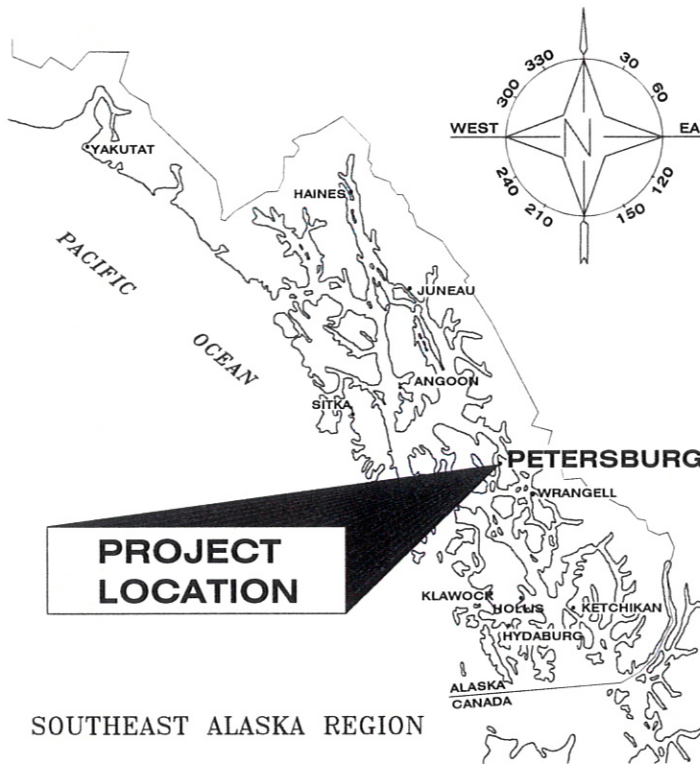 330
30
300
60
WEST
N
EA
240
120
210
150
YAKUTAT
HAINES
PACIFIC
OCEAN
JUNEAU
ANGOON
SITKA
PETERSBURG
WRANGELL
PROJECT
LOCATION
KLAWOCK
HOLLIS
KETCHIKAN
HYDABURG
ALASKA
CANADA
SOUTHEAST ALASKA REGION